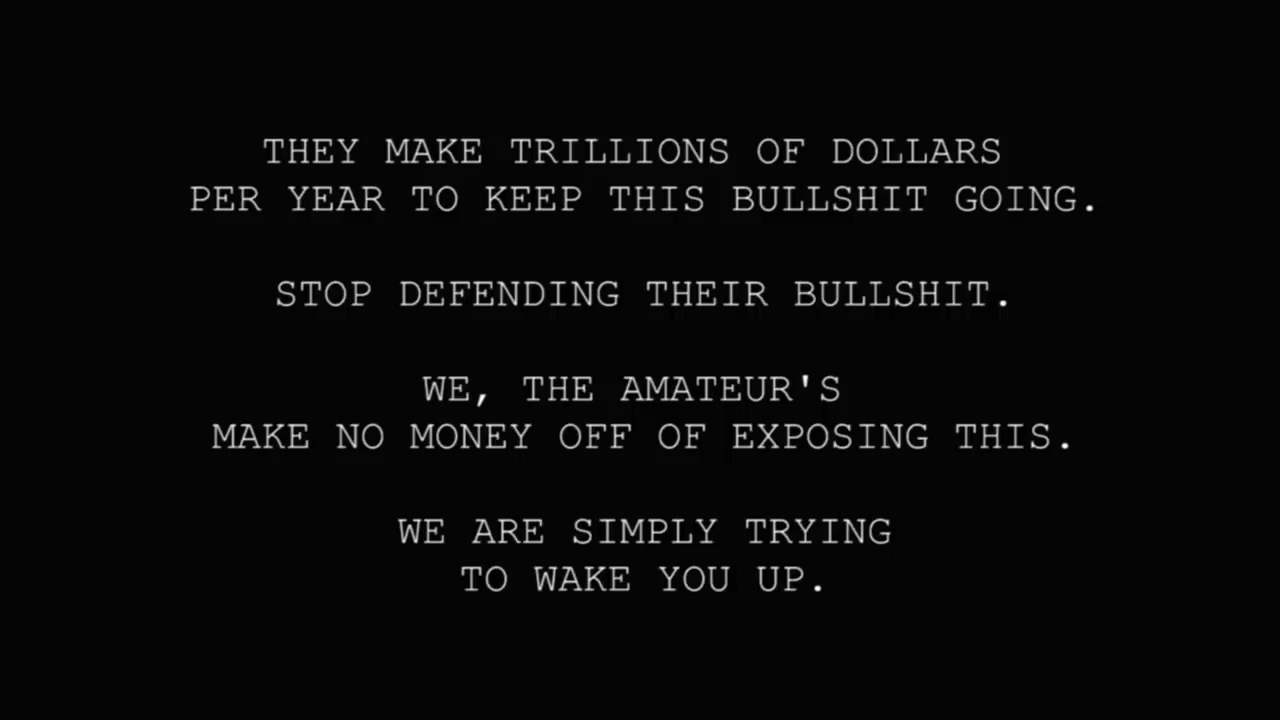 THEY MAKE TRILLIONS OF DOLLARS
PER YEAR TO KEEP THIS BULLSHIT GOING.
STOP DEFENDING THEIR BULLSHIT.
WE, THE AMATEUR'S
MAKE NO MONEY OFF OF EXPOSING THIS.
WE ARE SIMPLY TRYING
TO WAKE YOU UP.